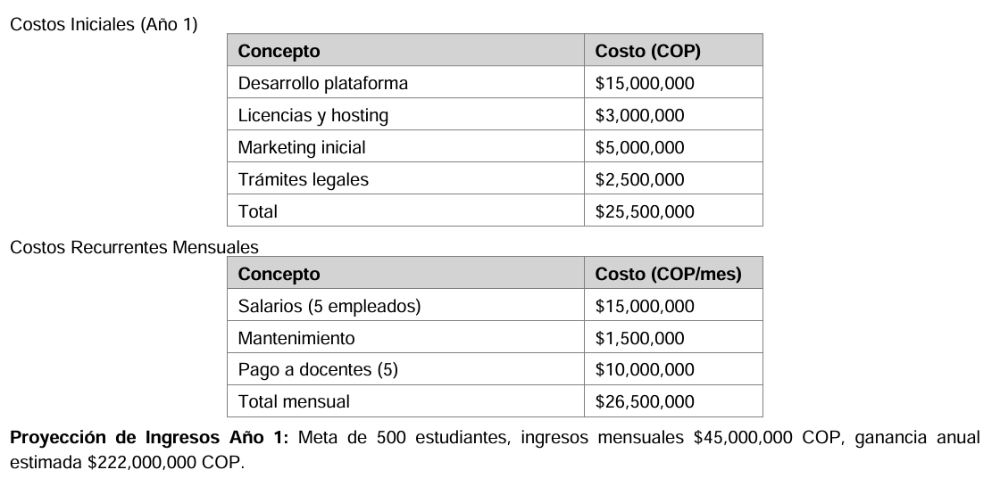 Costos Iniciales (Año 1)
Concepto Costo (COP)
Desarrollo plataforma $15,000,000
Licencias y hosting $3,000,000
Marketing inicial $5,000,000
Trámites legales $2,500,000
Total $25,500,000
Costos Recurrentes Mensuales
Concepto Costo (COP/mes)
Salarios (5 empleados) $15,000,000
Mantenimiento $1,500,000
Pago a docentes (5) $10,000,000
Total mensual $26,500,000
Proyección de Ingresos Año 1: Meta de 500 estudiantes, ingresos mensuales $45,000,000 COP, ganancia anual
estimada $222,000,000 COP.